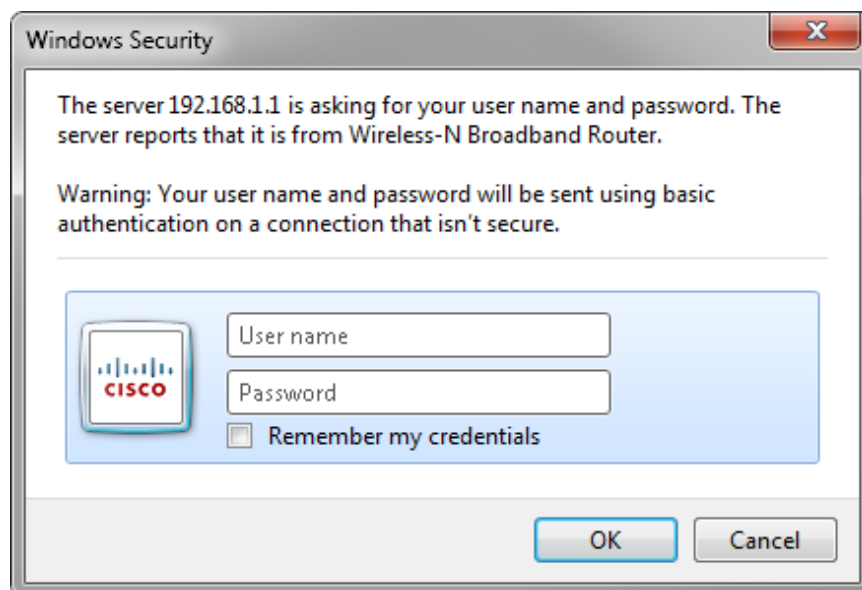 Windows Security
The server 192.168.1.1 is asking for your user name and password. The
server reports that it is from Wireless-N Broadband Router.
Warning: Your user name and password will be sent using basic
authentication on a connection that isn't secure.
User name
CISCO
Password
Remember my credentials
OK Cancel